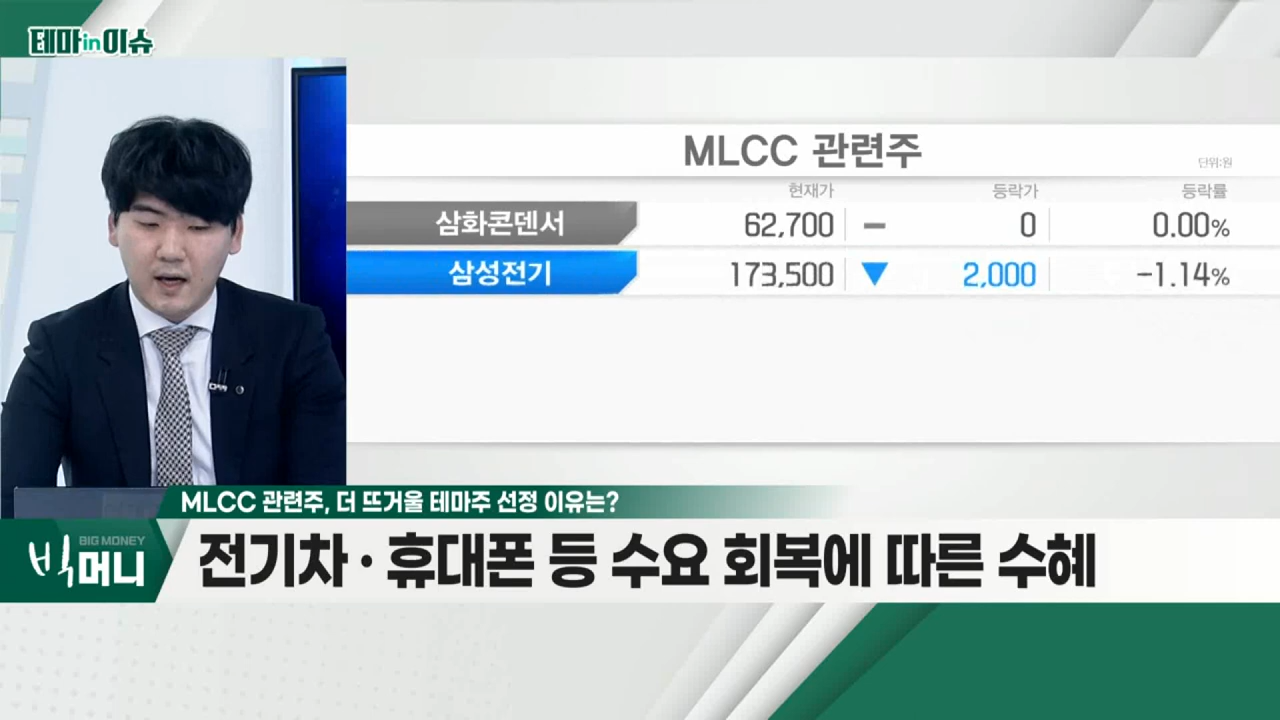 테마in이슈
MLCC 관련주
단위:원
현재가 등락가 등락률
삼화콘덴서 62,700 – 0 0.00%
삼성전기 173,500 ▼ 2,000 -1.14%
MLCC 관련주, 더 뜨거울 테마주 선정 이유는?
BIG MONEY
빅머니
전기차·휴대폰 등 수요 회복에 따른 수혜